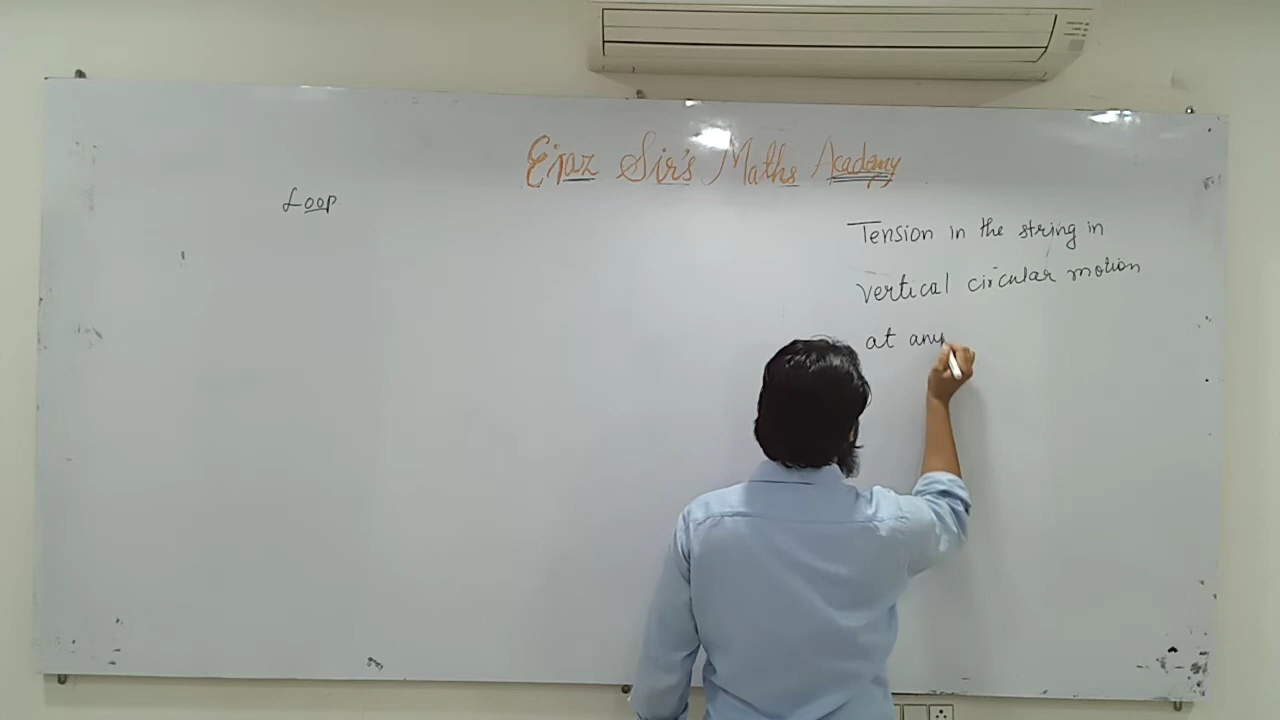 Ejaz Sir's Maths Academy
Loop
Tension in the string in
vertical circular motion
at any